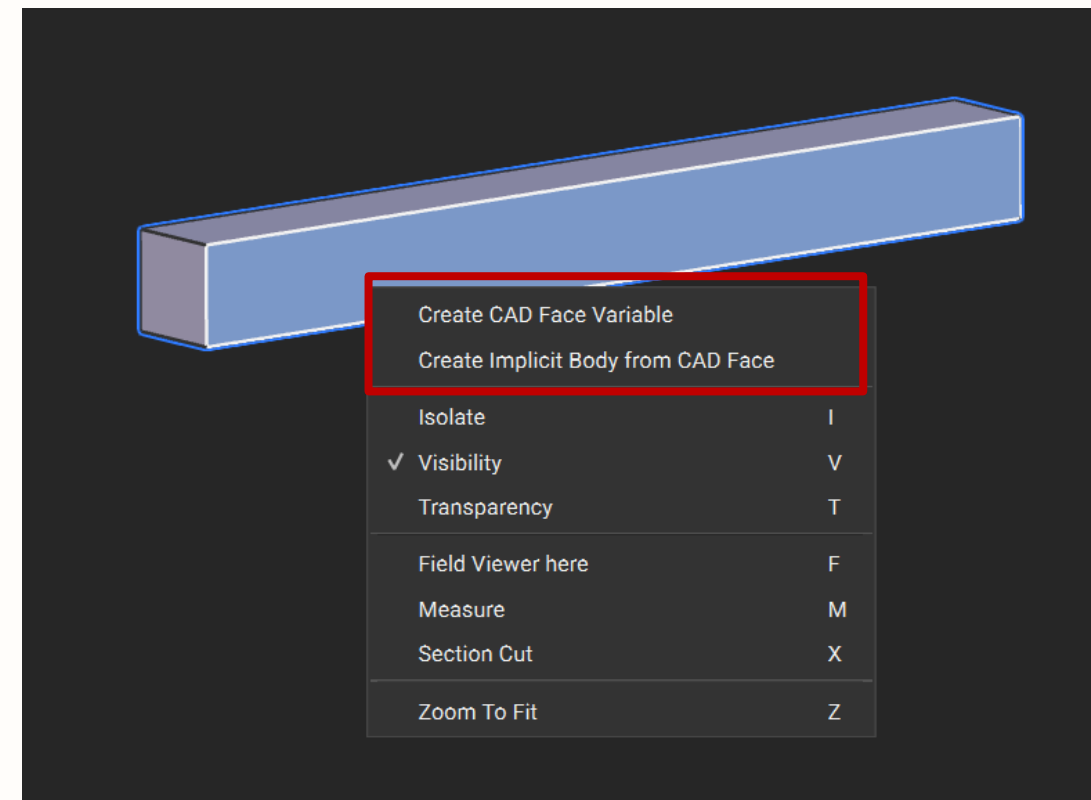 Create CAD Face Variable
Create Implicit Body from CAD Face
Isolate I
✓ Visibility V
Transparency T
Field Viewer here F
Measure M
Section Cut X
Zoom To Fit Z